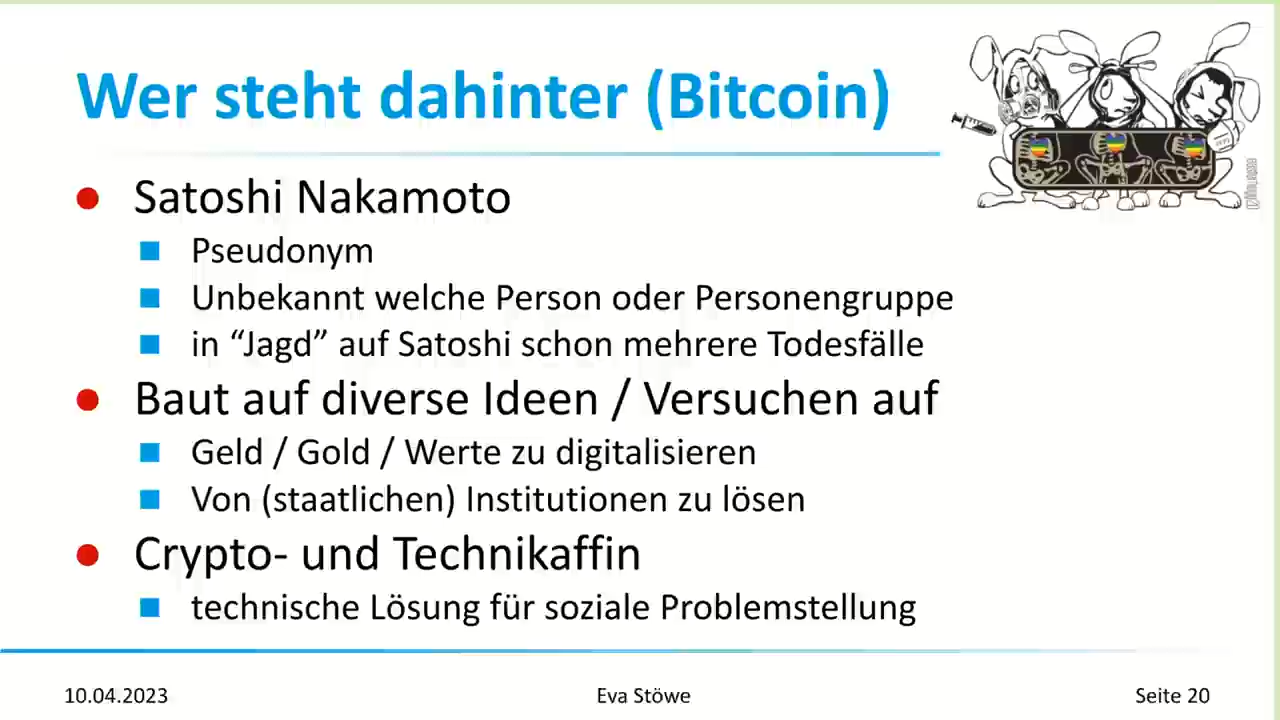 Wer steht dahinter (Bitcoin)
Satoshi Nakamoto
Pseudonym
Unbekannt welche Person oder Personengruppe
in “Jagd” auf Satoshi schon mehrere Todesfälle
Baut auf diverse Ideen / Versuchen auf
Geld / Gold / Werte zu digitalisieren
Von (staatlichen) Institutionen zu lösen
Crypto- und Technikaffin
technische Lösung für soziale Problemstellung
10.04.2023
Eva Stöwe
Seite 20